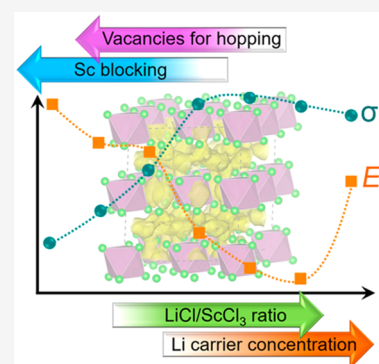 Vacancies for hopping
Sc blocking
σ
E
LiCl/ScCl₃ ratio
Li carrier concentration